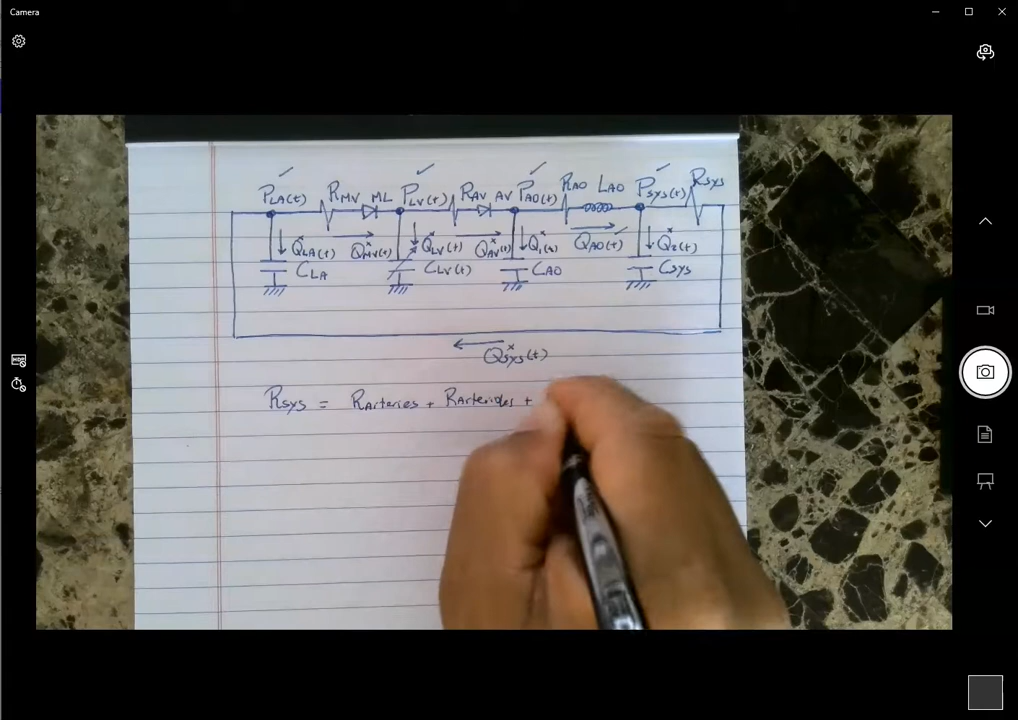 Camera
PLA(t) RMV ML PLV(t) RAV AV PAO(t) RAO LAO PSYS(t) RSYS
QLA(t) QMV(t) QLV(t) QAV(t) Q1(t) QAO(t) Q2(t)
CLA CLV(t) CAO CSYS
QSYS(t)
RSYS = RArteries + RArterioles +